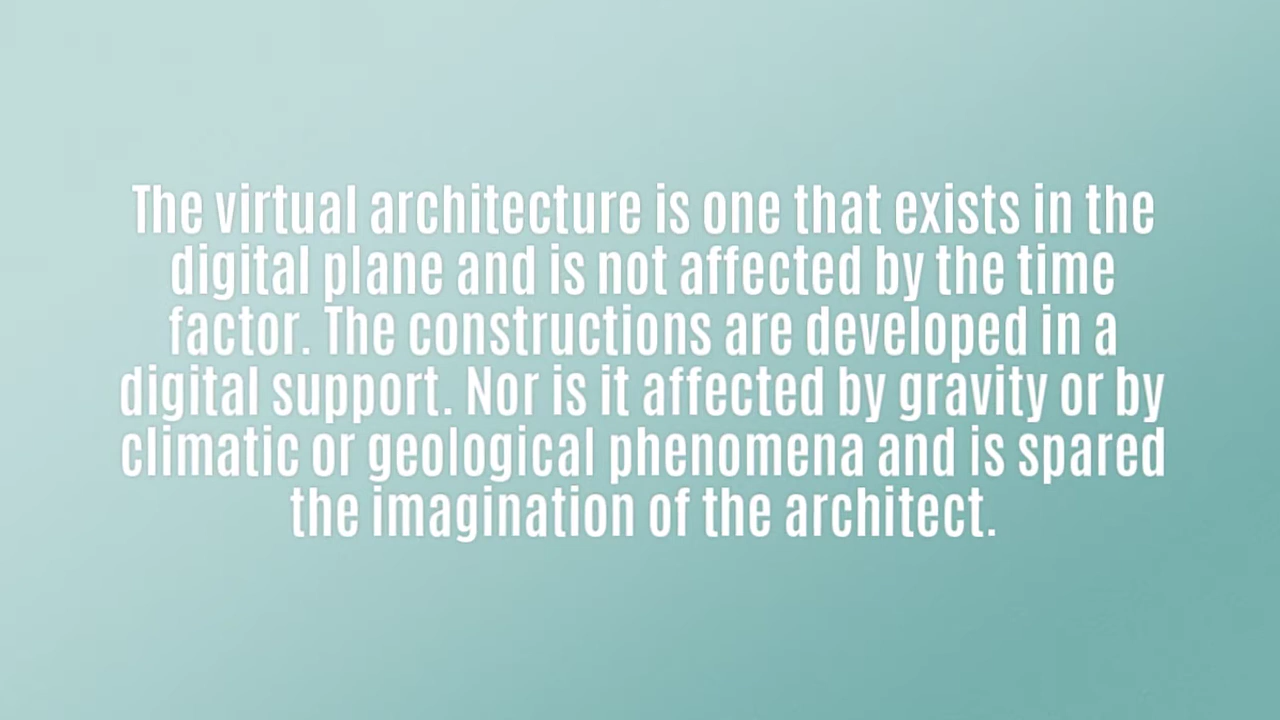 The virtual architecture is one that exists in the
digital plane and is not affected by the time
factor. The constructions are developed in a
digital support. Nor is it affected by gravity or by
climatic or geological phenomena and is spared
the imagination of the architect.